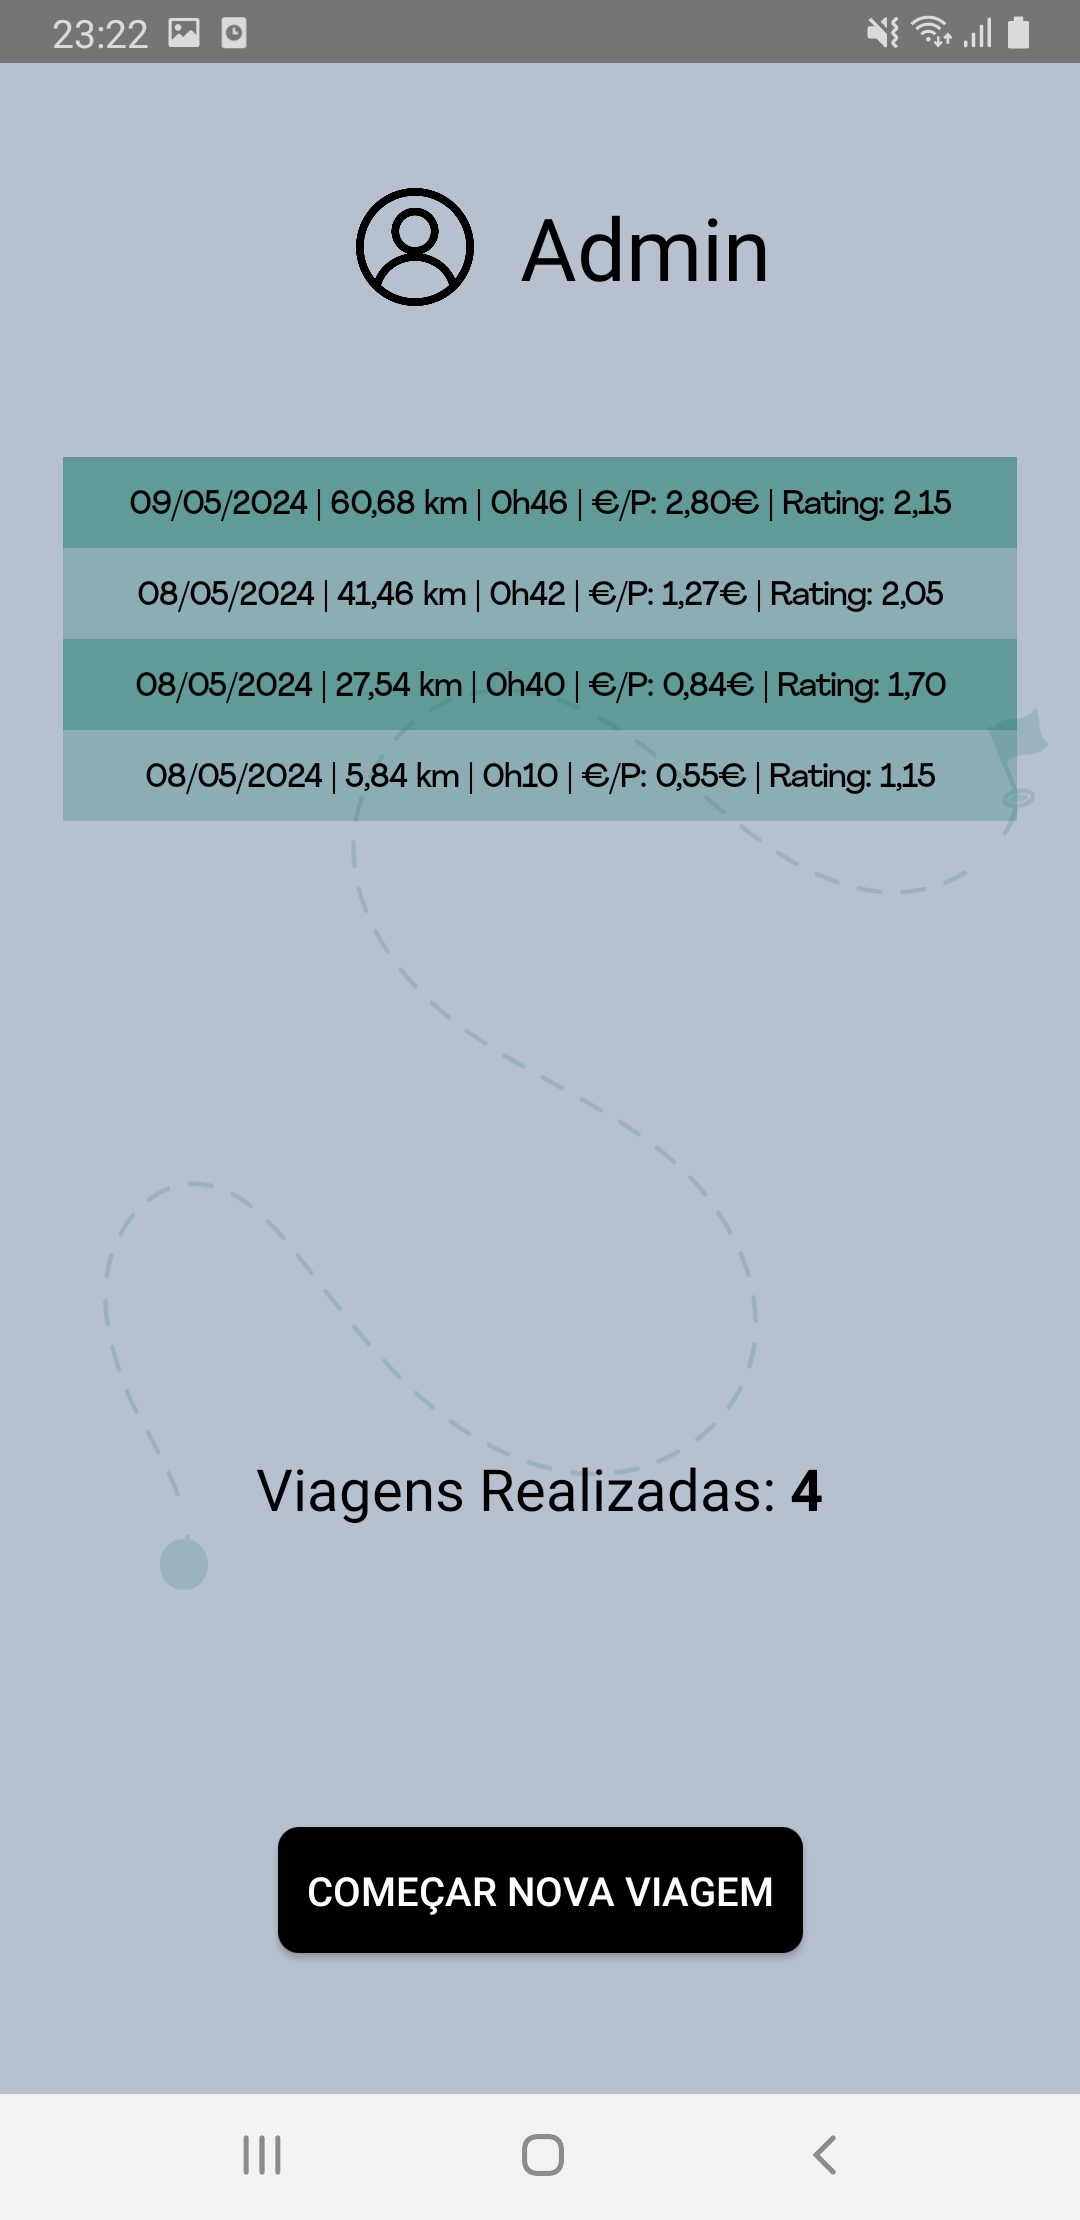 23:22
Admin
09/05/2024 | 60,68 km | 0h46 | €/P: 2,80€ | Rating: 2,15
08/05/2024 | 41,46 km | 0h42 | €/P: 1,27€ | Rating: 2,05
08/05/2024 | 27,54 km | 0h40 | €/P: 0,84€ | Rating: 1,70
08/05/2024 | 5,84 km | 0h10 | €/P: 0,55€ | Rating: 1,15
Viagens Realizadas: 4
COMEÇAR NOVA VIAGEM